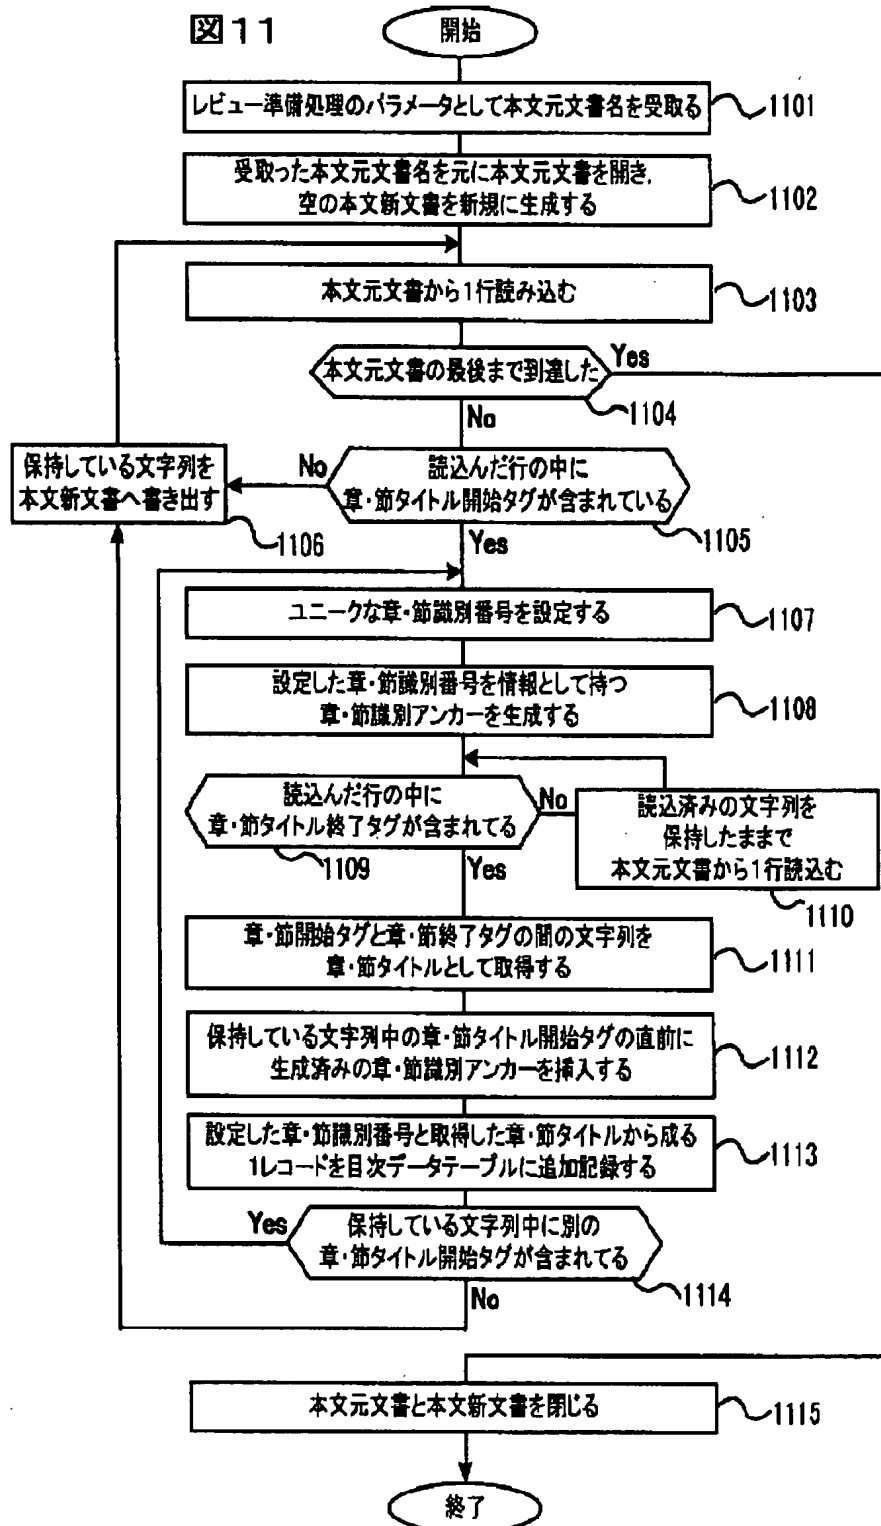 図11
開始
レビュー準備処理のパラメータとして本文元文書名を受取る
1101
受取った本文元文書名を元に本文元文書を開き,
空の本文新文書を新規に生成する
1102
本文元文書から1行読み込む
1103
本文元文書の最後まで到達した
Yes
1104
No
読込んだ行の中に
章・節タイトル開始タグが含まれている
1105
No
保持している文字列を
本文新文書へ書き出す
1106
Yes
ユニークな章・節識別番号を設定する
1107
設定した章・節識別番号を情報として持つ
章・節識別アンカーを生成する
1108
読込んだ行の中に
章・節タイトル終了タグが含まれてる
1109
No
読込済みの文字列を
保持したままで
本文元文書から1行読込む
1110
Yes
章・節開始タグと章・節終了タグの間の文字列を
章・節タイトルとして取得する
1111
保持している文字列中の章・節タイトル開始タグの直前に
生成済みの章・節識別アンカーを挿入する
1112
設定した章・節識別番号と取得した章・節タイトルから成る
1レコードを目次データテーブルに追加記録する
1113
Yes
保持している文字列中に別の
章・節タイトル開始タグが含まれてる
1114
No
本文元文書と本文新文書を閉じる
1115
終了